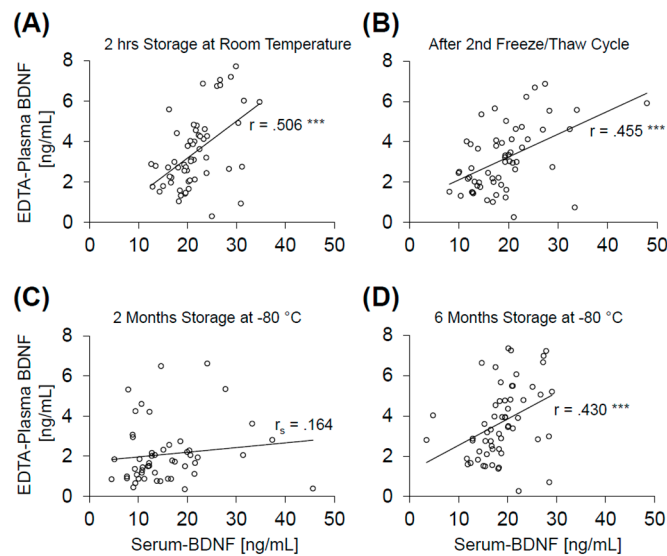 (A)
2 hrs Storage at Room Temperature
EDTA-Plasma BDNF
[ng/mL]
8
6
4
2
0
r = .506 ***
0 10 20 30 40 50
(B)
After 2nd Freeze/Thaw Cycle
8
6
4
2
0
r = .455 ***
0 10 20 30 40 50
(C)
2 Months Storage at -80 °C
EDTA-Plasma BDNF
[ng/mL]
8
6
4
2
0
rs = .164
0 10 20 30 40 50
Serum-BDNF [ng/mL]
(D)
6 Months Storage at -80 °C
8
6
4
2
0
r = .430 ***
0 10 20 30 40 50
Serum-BDNF [ng/mL]